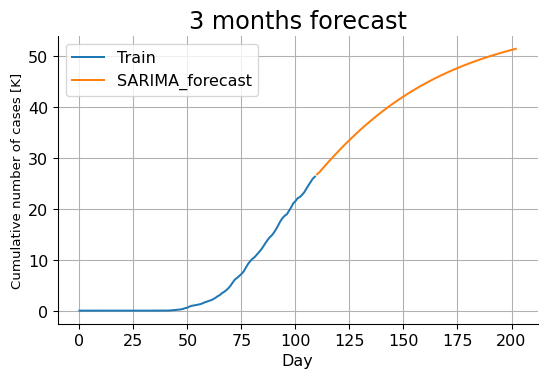 3 months forecast
Train
SARIMA_forecast
Cumulative number of cases [K]
50
40
30
20
10
0
0 25 50 75 100 125 150 175 200
Day